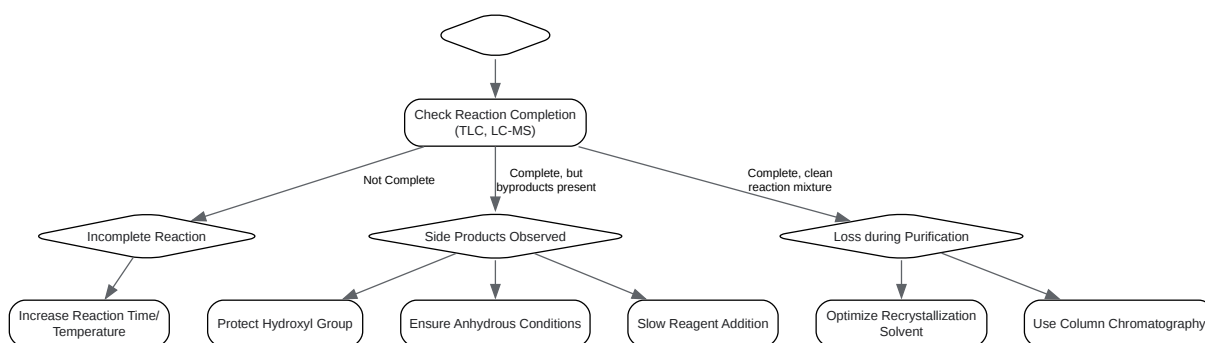 Check Reaction Completion
(TLC, LC-MS)
Not Complete
Complete, but
byproducts present
Complete, clean
reaction mixture
Incomplete Reaction
Side Products Observed
Loss during Purification
Increase Reaction Time/
Temperature
Protect Hydroxyl Group
Ensure Anhydrous Conditions
Slow Reagent Addition
Optimize Recrystallization
Solvent
Use Column Chromatography